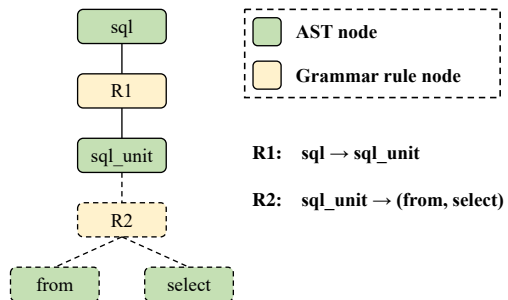 sql
R1
sql_unit
R2
from
select
AST node
Grammar rule node
R1: sql → sql_unit
R2: sql_unit → (from, select)